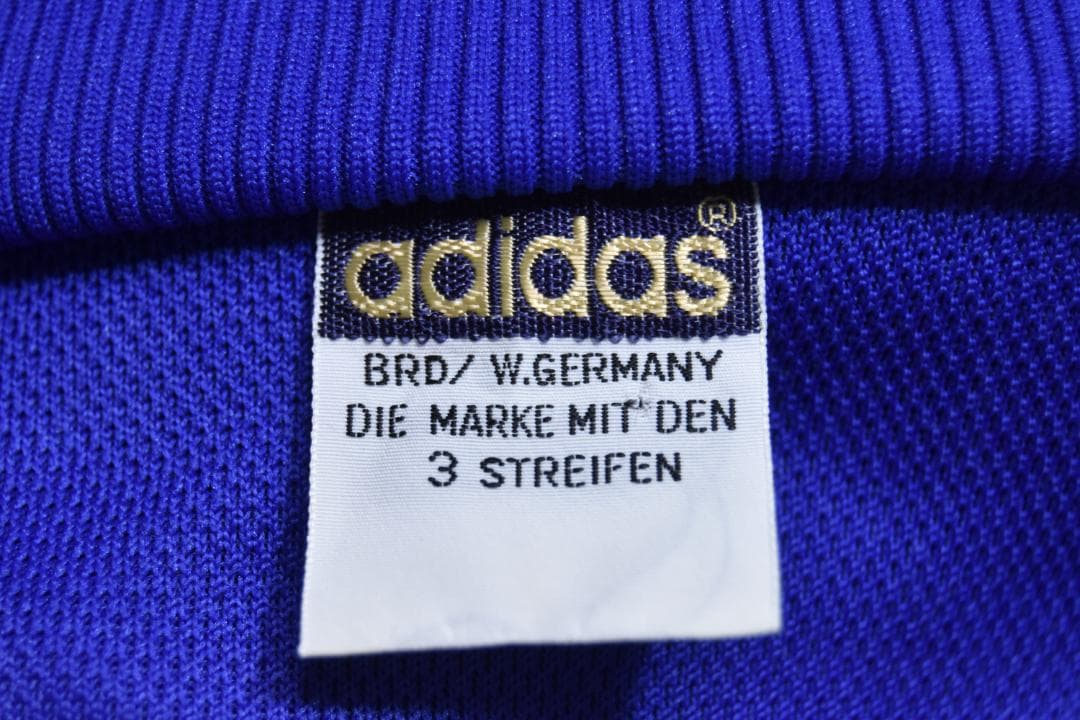 adidas®
BRD/ W.GERMANY
DIE MARKE MIT DEN
3 STREIFEN